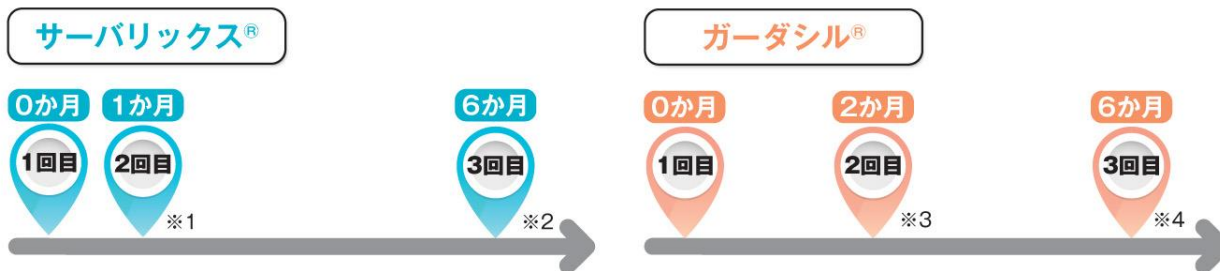 サーバリックス®
0か月 1か月 6か月
1回目 2回目 3回目
※1 ※2
ガーダシル®
0か月 2か月 6か月
1回目 2回目 3回目
※3 ※4